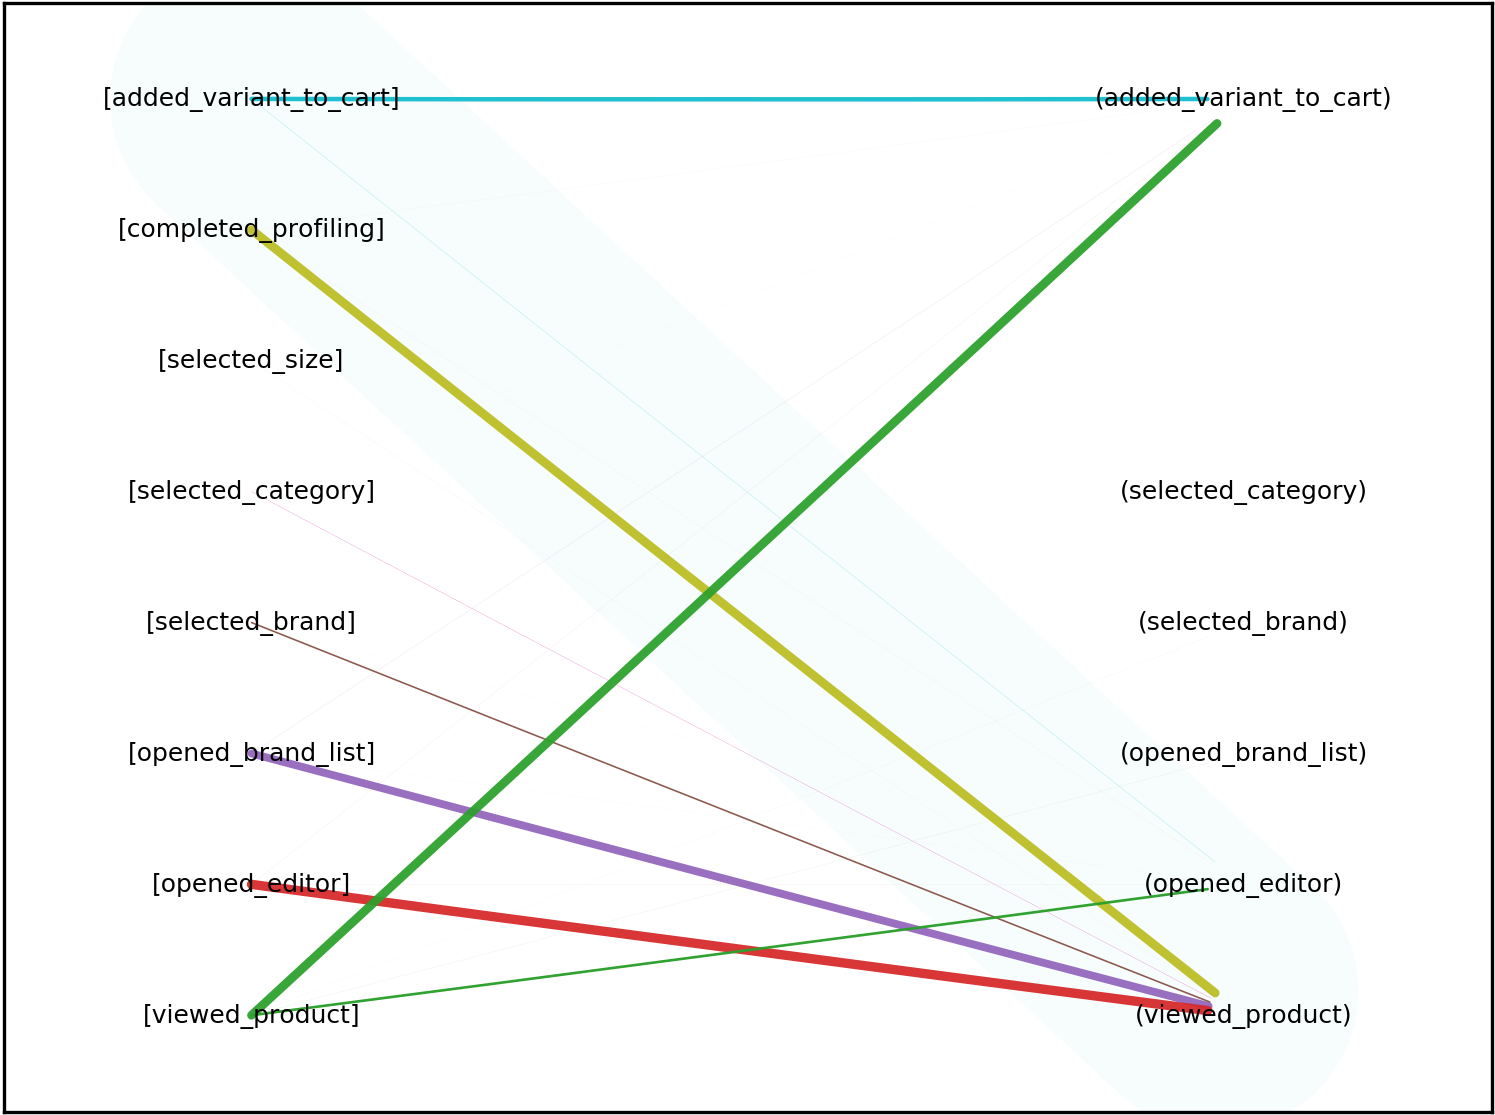 [added_variant_to_cart] (added_variant_to_cart)
[completed_profiling]
[selected_size]
[selected_category] (selected_category)
[selected_brand] (selected_brand)
[opened_brand_list] (opened_brand_list)
[opened_editor] (opened_editor)
[viewed_product] (viewed_product)